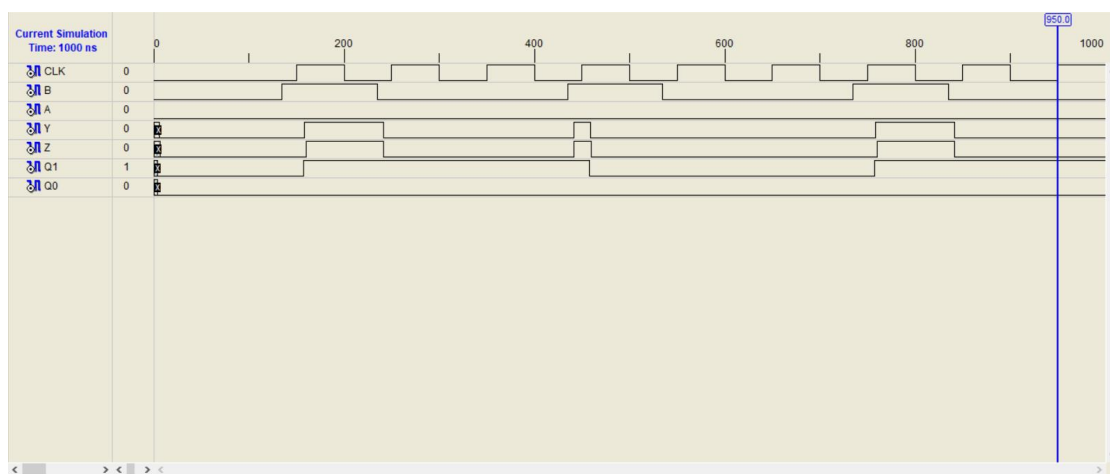 950.0
Current Simulation
Time: 1000 ns
0 200 400 600 800 1000
CLK 0
B 0
A 0
Y 0 X
Z 0 X
Q1 1 X
Q0 0 X